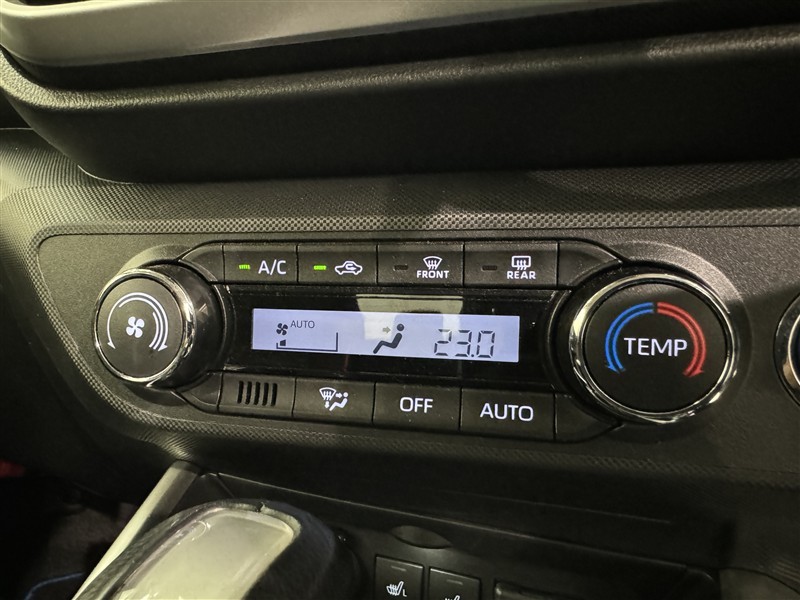 A/C
FRONT
REAR
AUTO
23.0
TEMP
OFF
AUTO
L